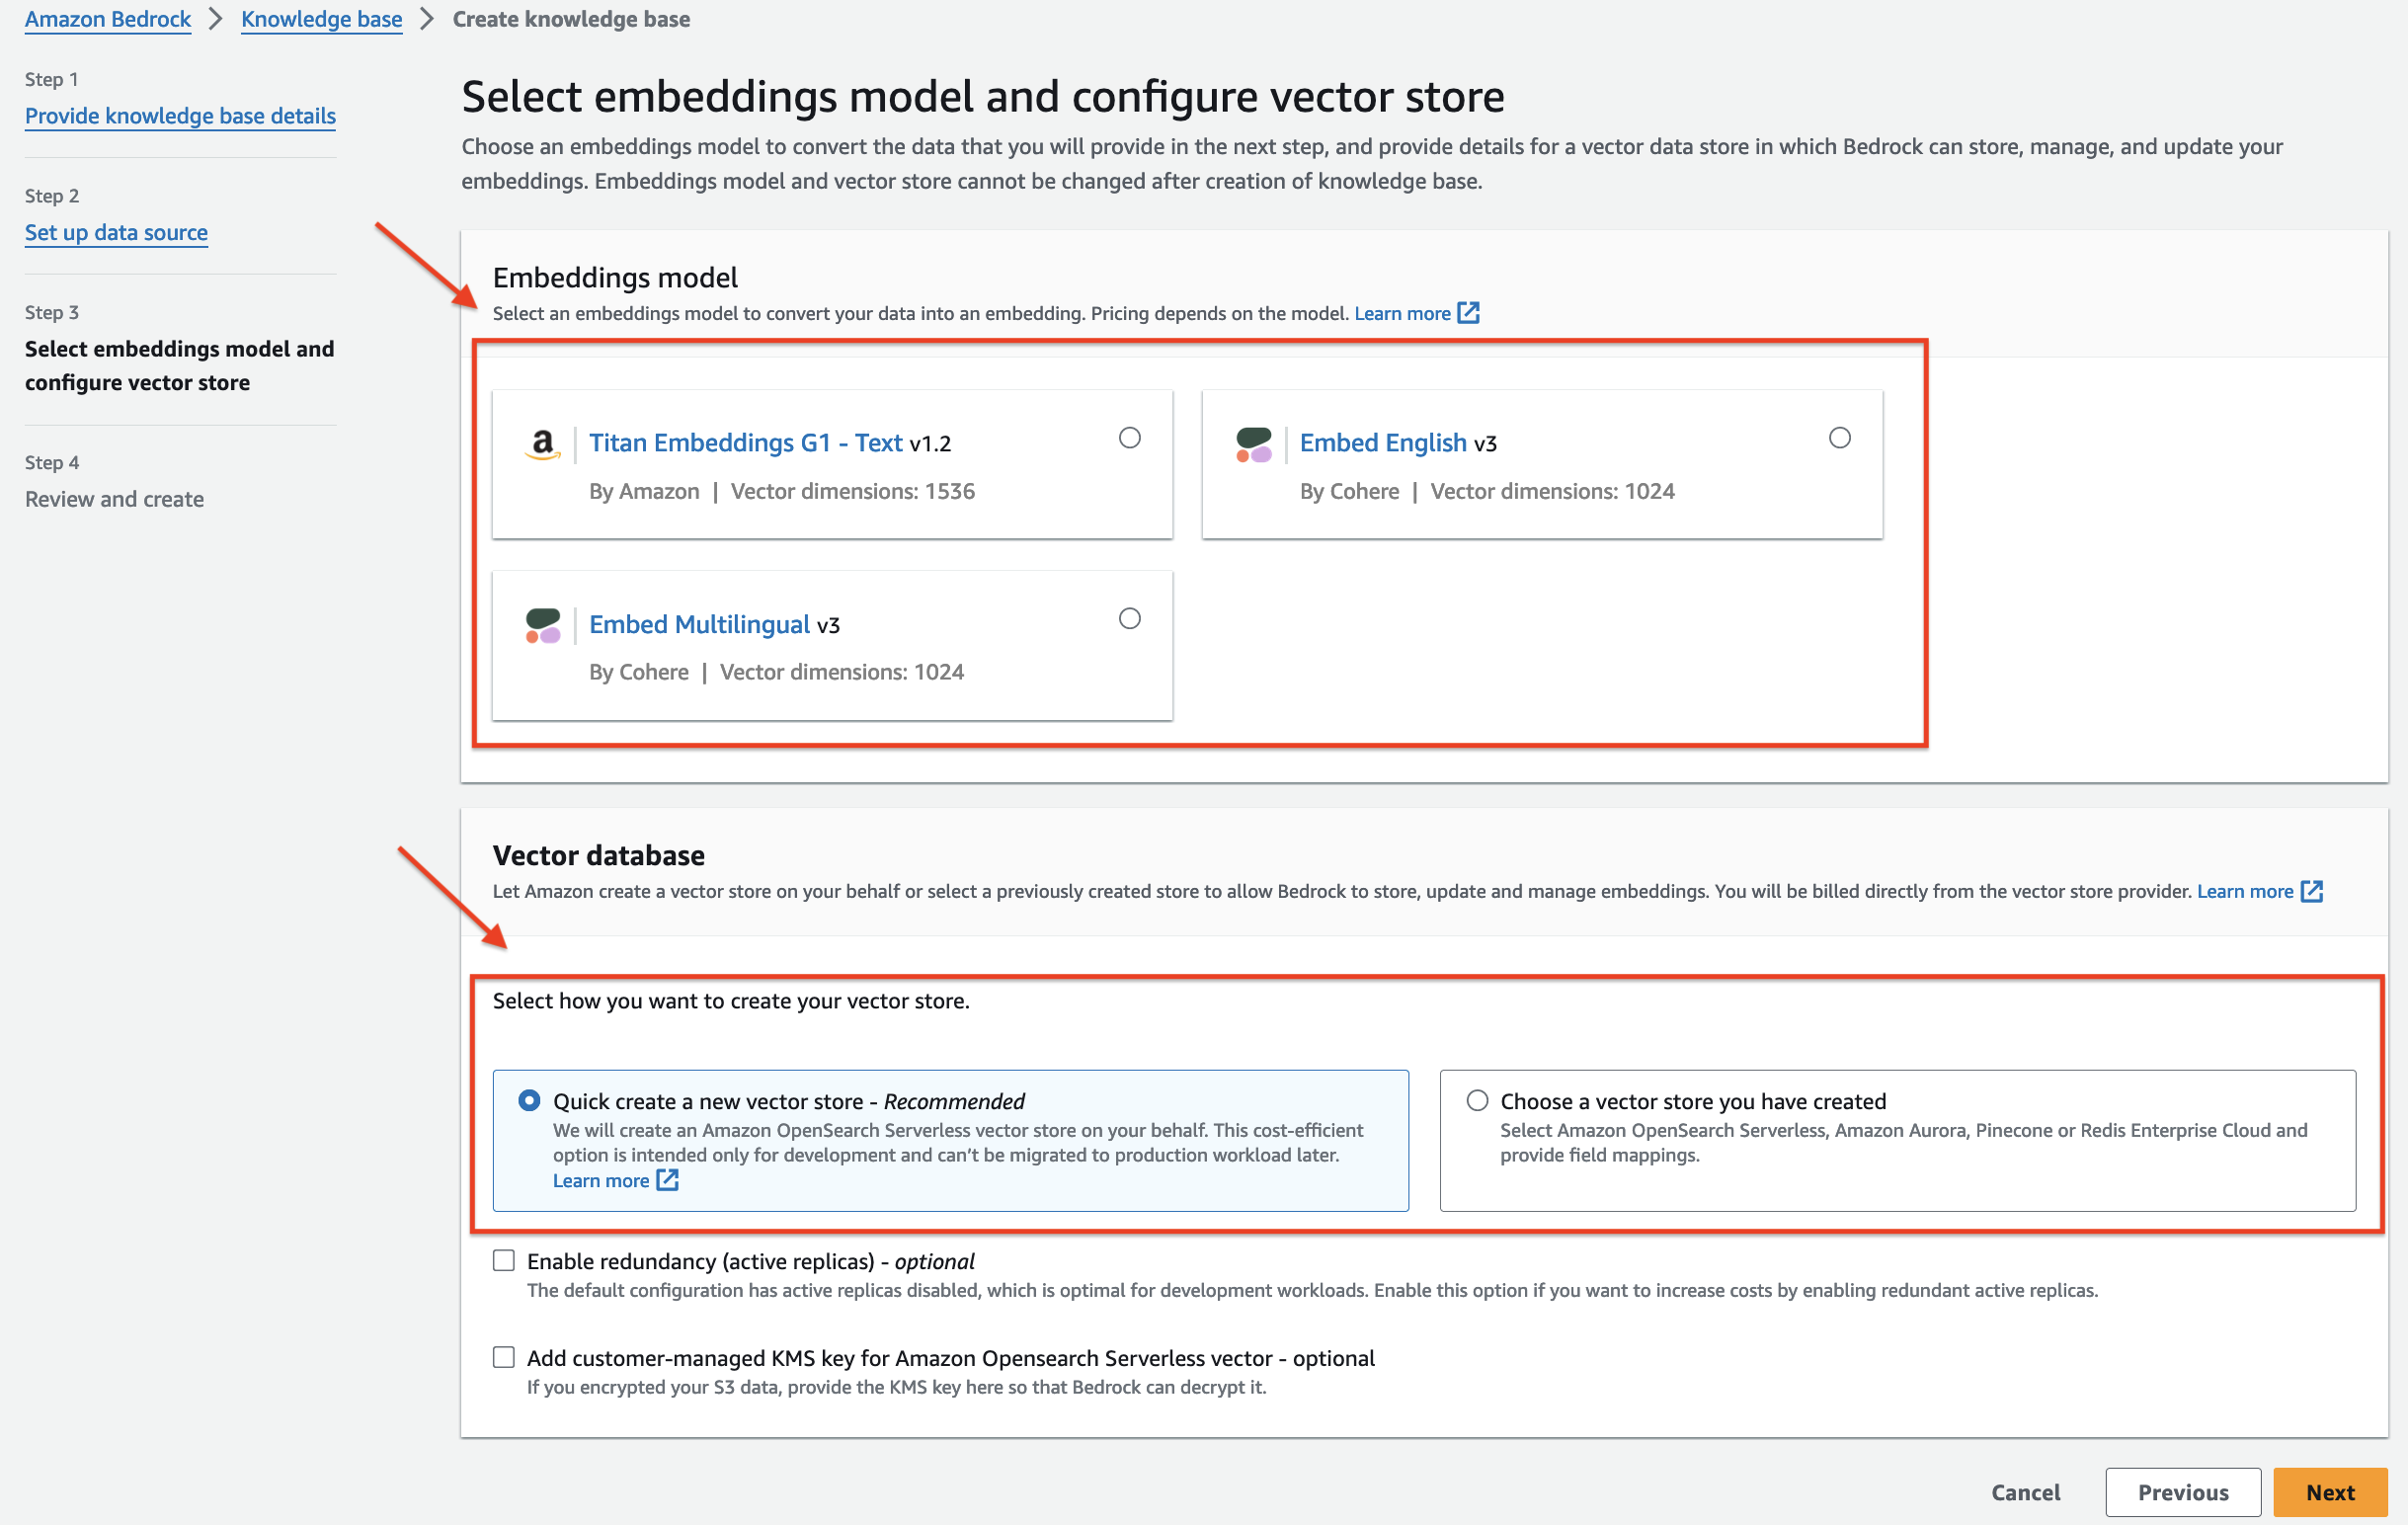 Amazon Bedrock > Knowledge base > Create knowledge base
Step 1
Provide knowledge base details
Step 2
Set up data source
Step 3
Select embeddings model and
configure vector store
Step 4
Review and create
Select embeddings model and configure vector store
Choose an embeddings model to convert the data that you will provide in the next step, and provide details for a vector data store in which Bedrock can store, manage, and update your
embeddings. Embeddings model and vector store cannot be changed after creation of knowledge base.
Embeddings model
Select an embeddings model to convert your data into an embedding. Pricing depends on the model. Learn more
a
Titan Embeddings G1 - Text v1.2
By Amazon | Vector dimensions: 1536
Embed English v3
By Cohere | Vector dimensions: 1024
Embed Multilingual v3
By Cohere | Vector dimensions: 1024
Vector database
Let Amazon create a vector store on your behalf or select a previously created store to allow Bedrock to store, update and manage embeddings. You will be billed directly from the vector store provider. Learn more
Select how you want to create your vector store.
Quick create a new vector store - Recommended
We will create an Amazon OpenSearch Serverless vector store on your behalf. This cost-efficient
option is intended only for development and can't be migrated to production workload later.
Learn more
Choose a vector store you have created
Select Amazon OpenSearch Serverless, Amazon Aurora, Pinecone or Redis Enterprise Cloud and
provide field mappings.
Enable redundancy (active replicas) - optional
The default configuration has active replicas disabled, which is optimal for development workloads. Enable this option if you want to increase costs by enabling redundant active replicas.
Add customer-managed KMS key for Amazon Opensearch Serverless vector - optional
If you encrypted your S3 data, provide the KMS key here so that Bedrock can decrypt it.
Cancel
Previous
Next